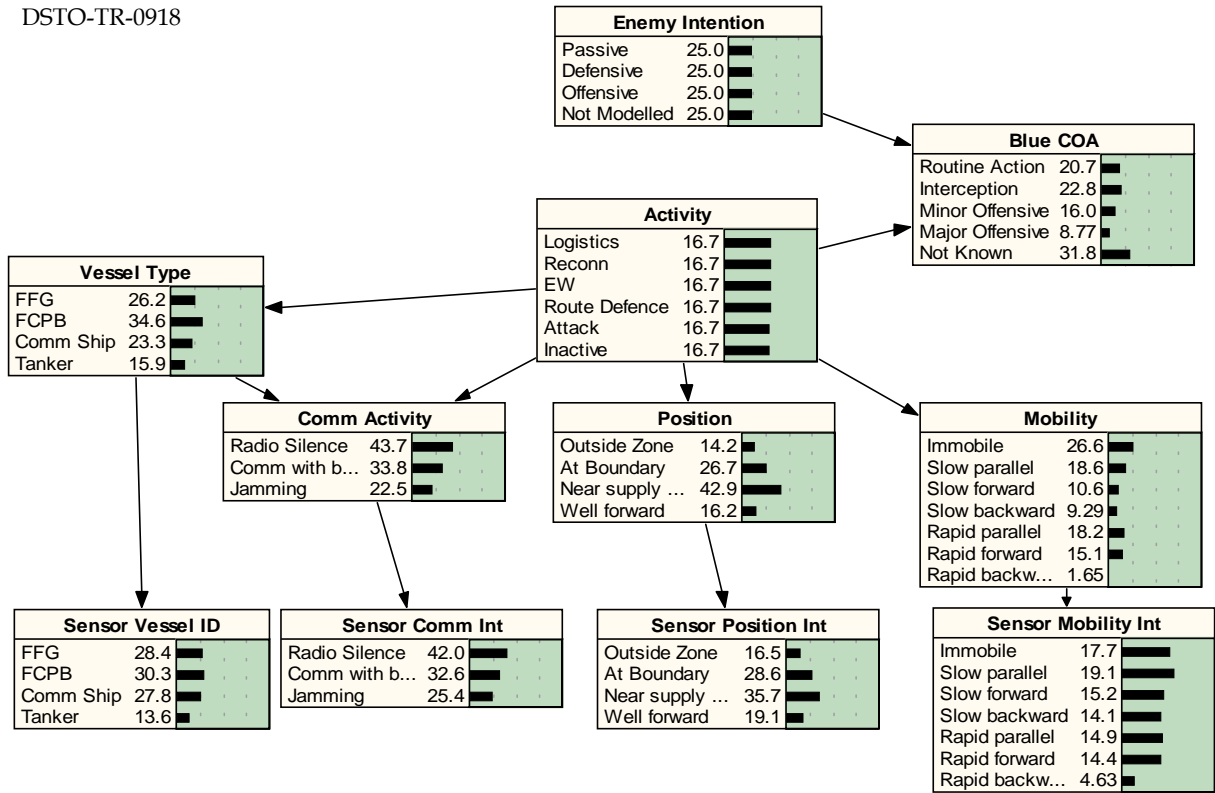 DSTO-TR-0918
Enemy Intention
Passive 25.0
Defensive 25.0
Offensive 25.0
Not Modelled 25.0
Blue COA
Routine Action 20.7
Interception 22.8
Minor Offensive 16.0
Major Offensive 8.77
Not Known 31.8
Activity
Logistics 16.7
Reconn 16.7
EW 16.7
Route Defence 16.7
Attack 16.7
Inactive 16.7
Vessel Type
FFG 26.2
FCPB 34.6
Comm Ship 23.3
Tanker 15.9
Comm Activity
Radio Silence 43.7
Comm with b... 33.8
Jamming 22.5
Position
Outside Zone 14.2
At Boundary 26.7
Near supply ... 42.9
Well forward 16.2
Mobility
Immobile 26.6
Slow parallel 18.6
Slow forward 10.6
Slow backward 9.29
Rapid parallel 18.2
Rapid forward 15.1
Rapid backw... 1.65
Sensor Vessel ID
FFG 28.4
FCPB 30.3
Comm Ship 27.8
Tanker 13.6
Sensor Comm Int
Radio Silence 42.0
Comm with b... 32.6
Jamming 25.4
Sensor Position Int
Outside Zone 16.5
At Boundary 28.6
Near supply ... 35.7
Well forward 19.1
Sensor Mobility Int
Immobile 17.7
Slow parallel 19.1
Slow forward 15.2
Slow backward 14.1
Rapid parallel 14.9
Rapid forward 14.4
Rapid backw... 4.63